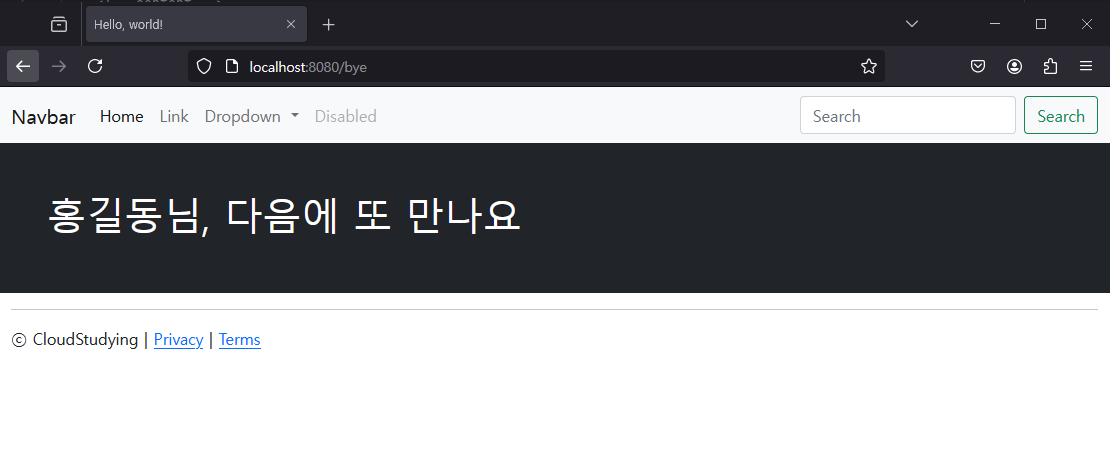 Hello, world!
localhost:8080/bye
Navbar Home Link Dropdown Disabled Search Search
홍길동님, 다음에 또 만나요
ⓒ CloudStudying | Privacy | Terms